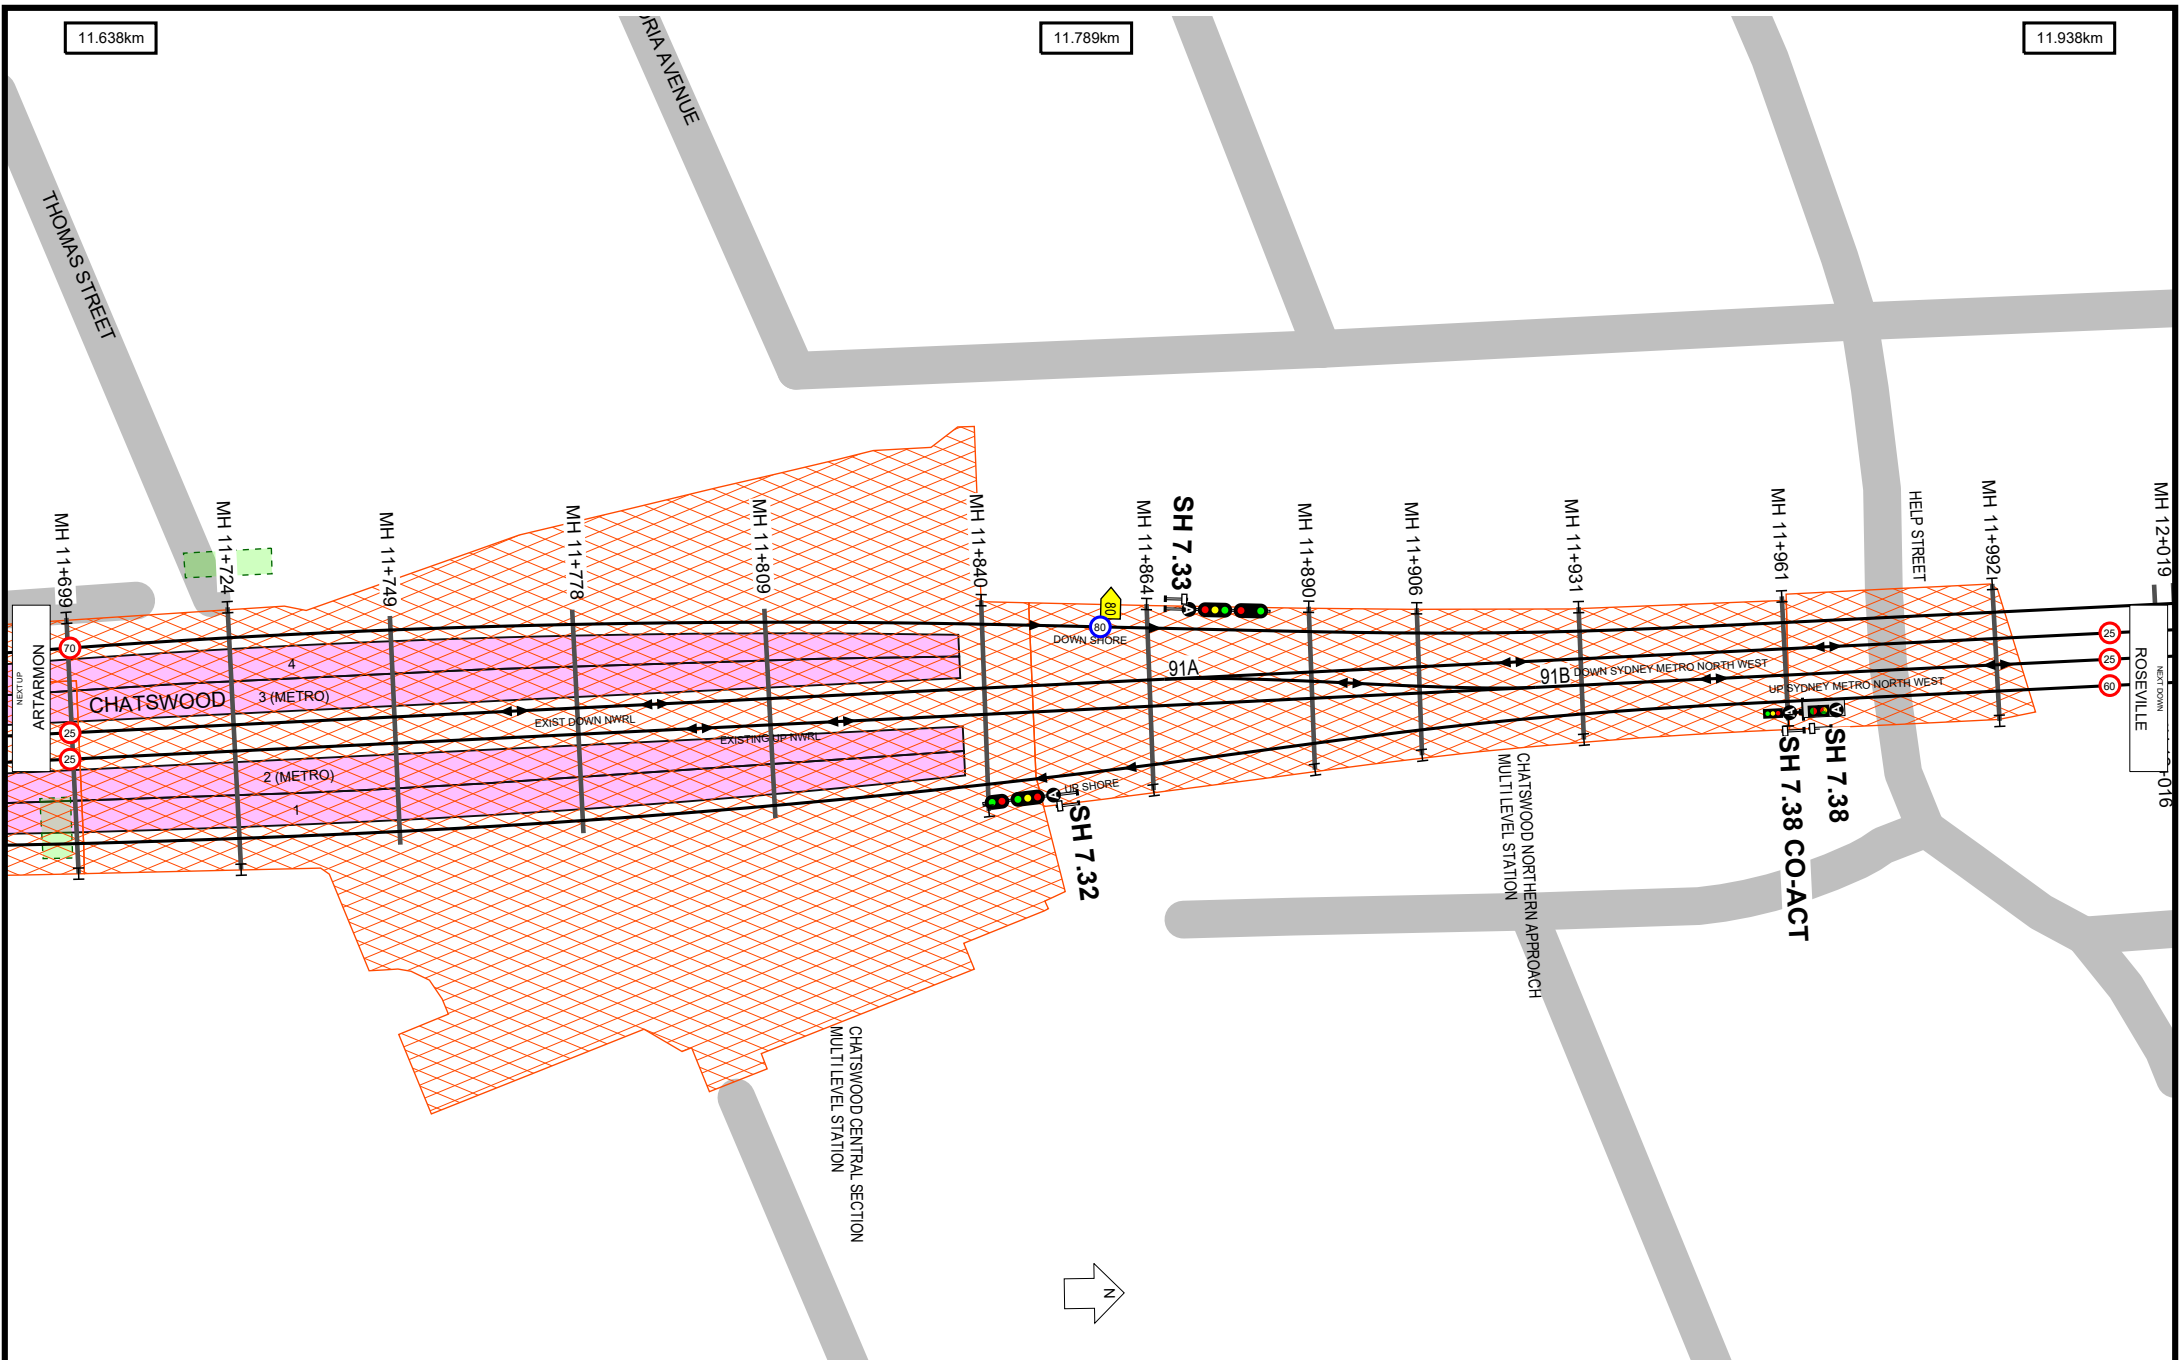 11.638km
11.789km
11.938km
RIA AVENUE
THOMAS STREET
MH 11+699
MH 11+724
MH 11+749
MH 11+778
MH 11+809
MH 11+840
MH 11+864
SH 7.33
MH 11+890
MH 11+906
MH 11+931
MH 11+961
HELP STREET
MH 11+992
MH 12+019
NEXT UP
ARTARMON
70
80
80
DOWN SHORE
4
CHATSWOOD
3 (METRO)
91A
91B
DOWN SYDNEY METRO NORTH WEST
UP SYDNEY METRO NORTH WEST
25
25
60
ROSEVILLE
NEXT DOWN
EXIST DOWN NWRL
EXISTING UP NWRL
25
25
2 (METRO)
1
UP SHORE
A
A
A
A
SH 7.32
SH 7.38 CO-ACT
SH 7.38
016
CHATSWOOD NORTHERN APPROACH
MULTI LEVEL STATION
CHATSWOOD CENTRAL SECTION
MULTI LEVEL STATION
N